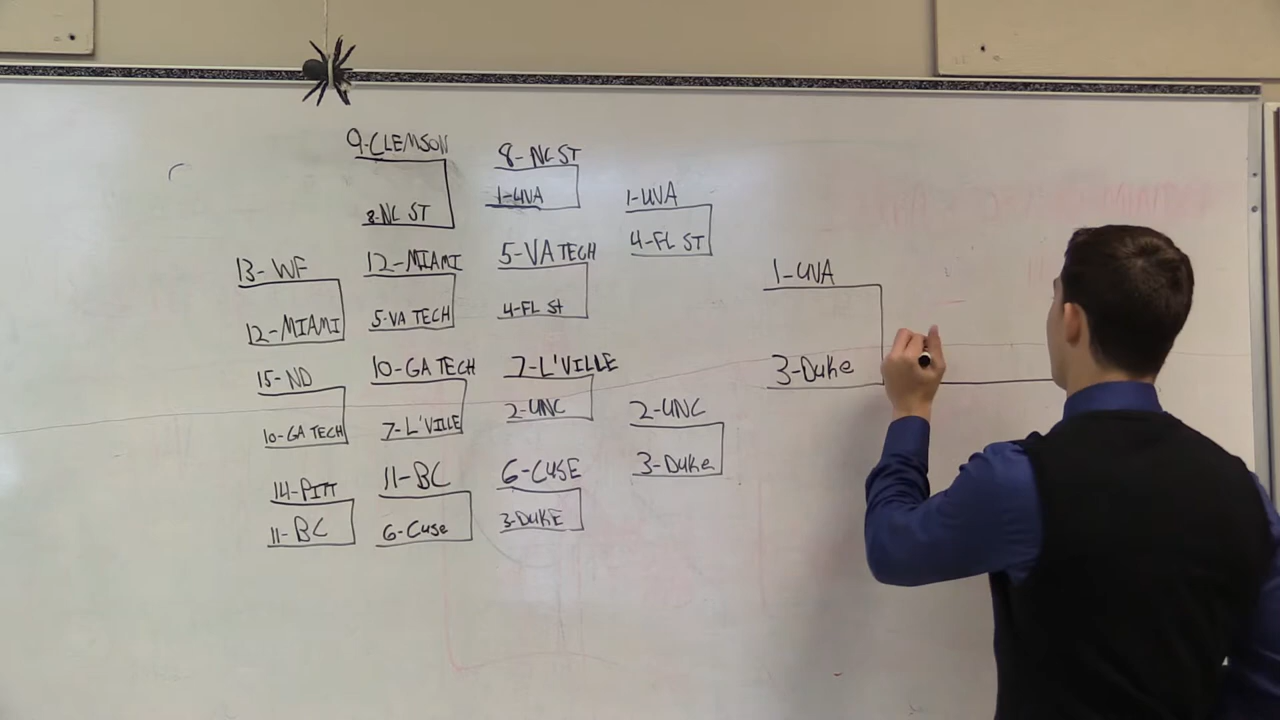 9-CLEMSON
8-NC ST
13-WF
12-MIAMI
15-ND
10-GA TECH
14-PITT
11-BC
12-MIAMI
5-VA TECH
10-GA TECH
7-L'VILLE
11-BC
6-Cuse
8-NC ST
1-UVA
5-VA TECH
4-FL St
7-L'VILLE
2-UNC
6-CUSE
3-DUKE
1-UVA
4-FL ST
2-UNC
3-Duke
1-UVA
3-Duke